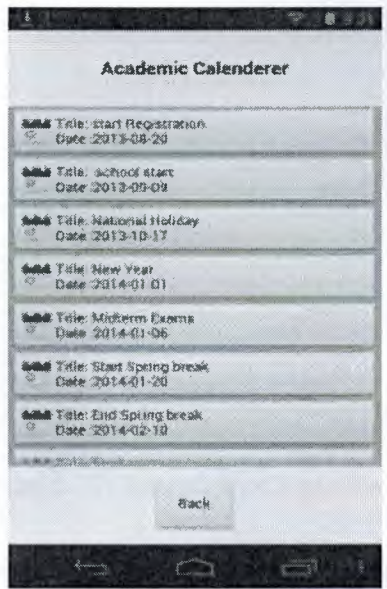 Academic Calenderer
Title: start Registration
Date :2013-08-20
Title: school start
Date :2013-09-09
Title: National Holiday
Date :2013-10-17
Title: New Year
Date :2014-01-01
Title: Midterm Exams
Date :2014-01-06
Title: Start Spring break
Date :2014-01-20
Title: End Spring break
Date :2014-02-10
Back